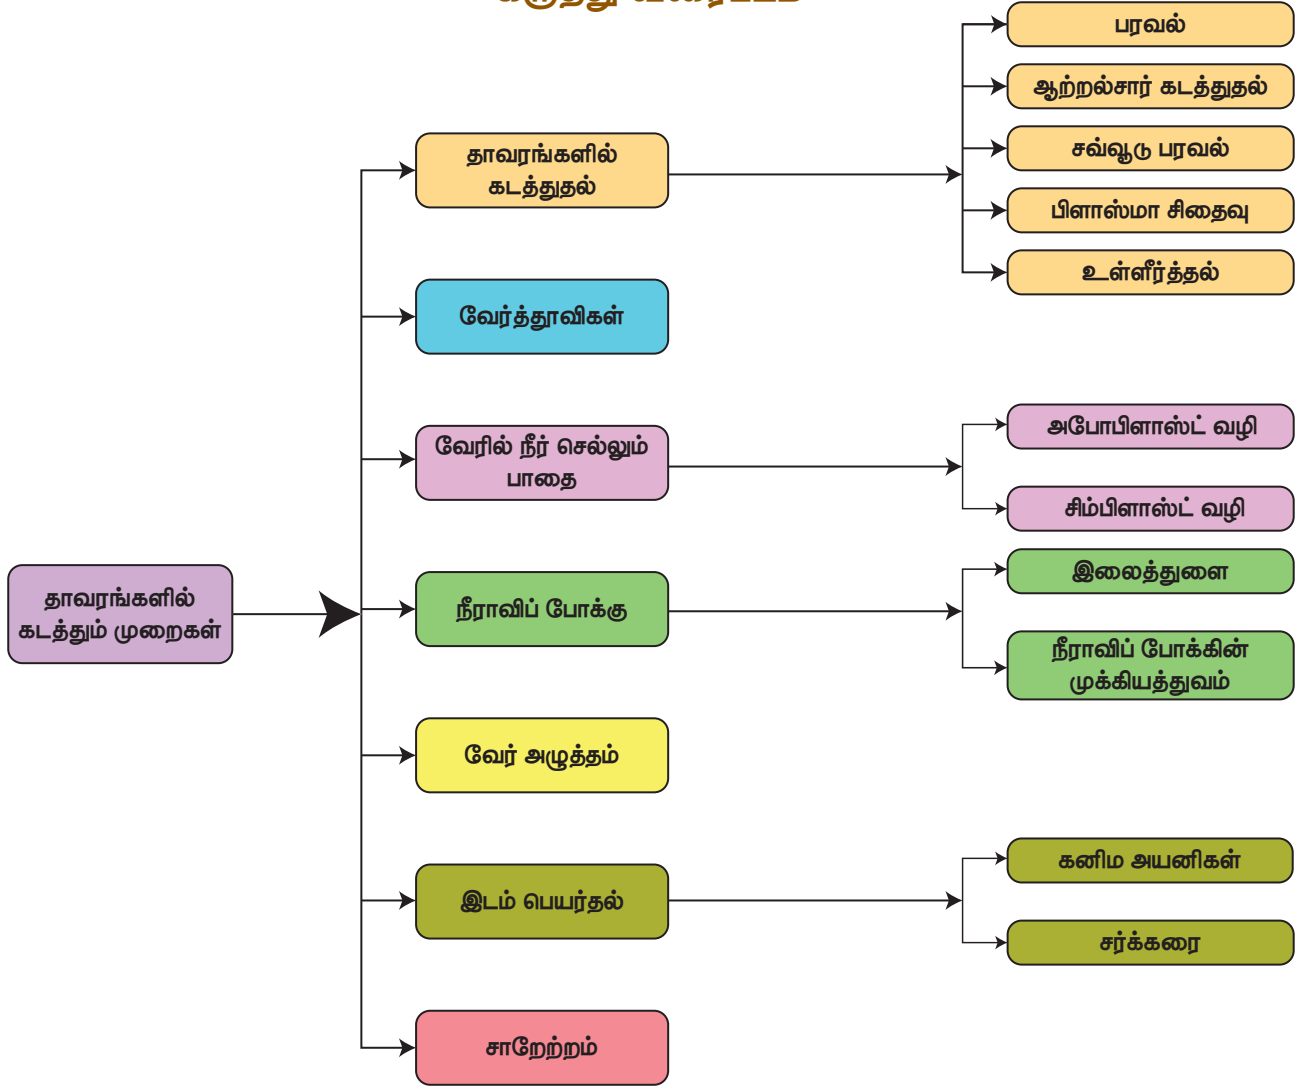 பரவல்
ஆற்றல்சார் கடத்துதல்
சவ்வூடு பரவல்
பிளாஸ்மா சிதைவு
உள்ளீர்த்தல்
தாவரங்களில்
கடத்துதல்
வேர்த்தூவிகள்
வேரில் நீர் செல்லும்
பாதை
அபோபிளாஸ்ட் வழி
சிம்பிளாஸ்ட் வழி
தாவரங்களில்
கடத்தும் முறைகள்
நீராவிப் போக்கு
இலைத்துளை
நீராவிப் போக்கின்
முக்கியத்துவம்
வேர் அழுத்தம்
இடம் பெயர்தல்
கனிம அயனிகள்
சர்க்கரை
சாறேற்றம்